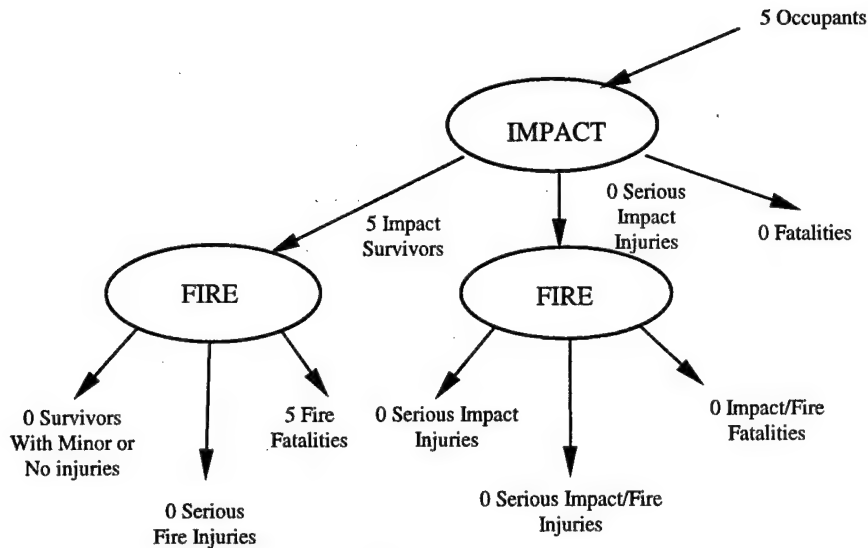 5 Occupants
IMPACT
5 Impact
Survivors
0 Serious
Impact
Injuries
0 Fatalities
FIRE
FIRE
0 Survivors
With Minor or
No injuries
0 Serious
Fire Injuries
5 Fire
Fatalities
0 Serious Impact
Injuries
0 Serious Impact/Fire
Injuries
0 Impact/Fire
Fatalities